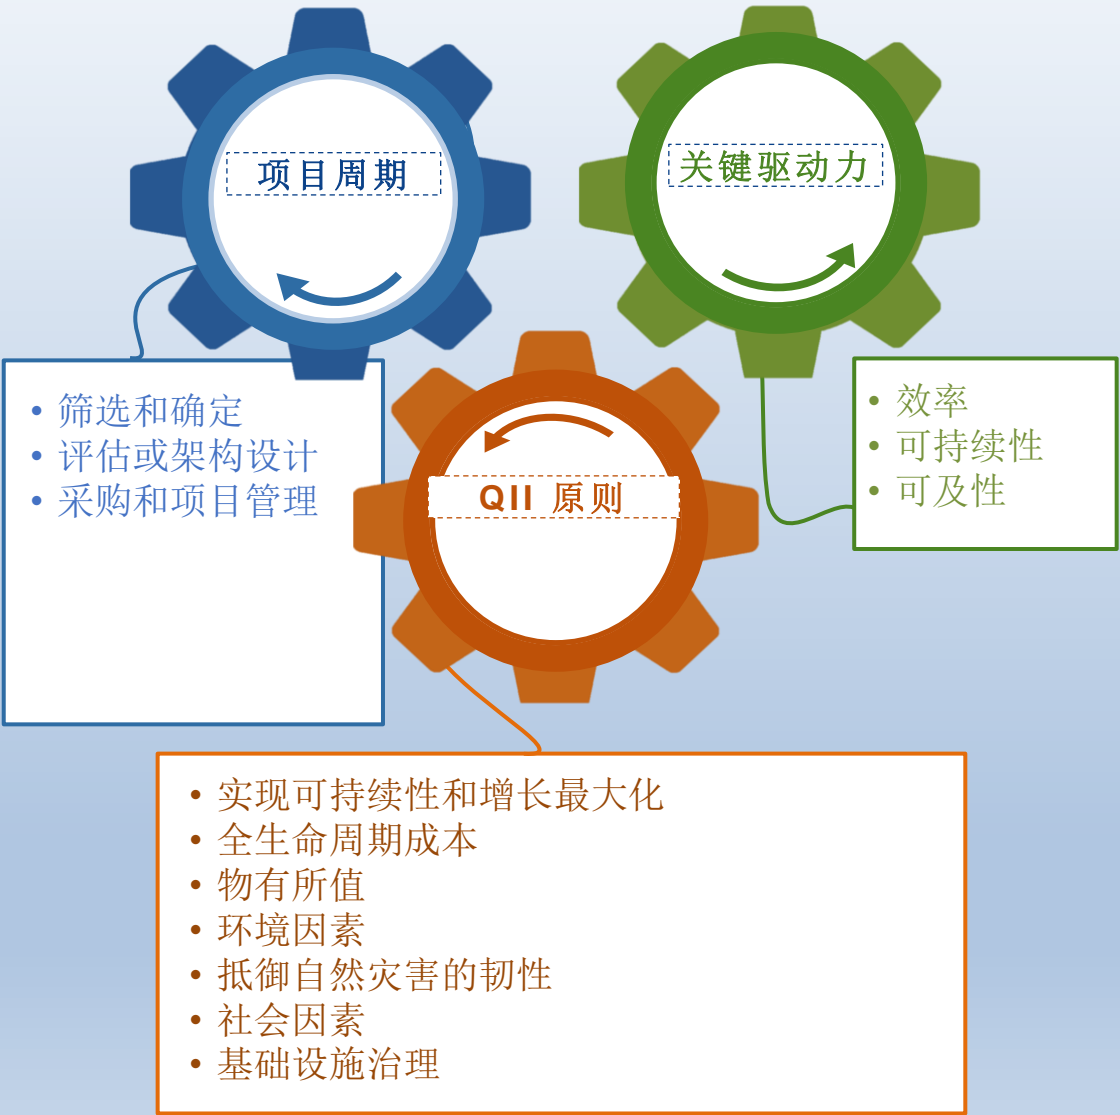 项目周期
关键驱动力
• 筛选和确定
• 评估或架构设计
• 采购和项目管理
• 效率
• 可持续性
• 可及性
QII 原则
• 实现可持续性和增长最大化
• 全生命周期成本
• 物有所值
• 环境因素
• 抵御自然灾害的韧性
• 社会因素
• 基础设施治理